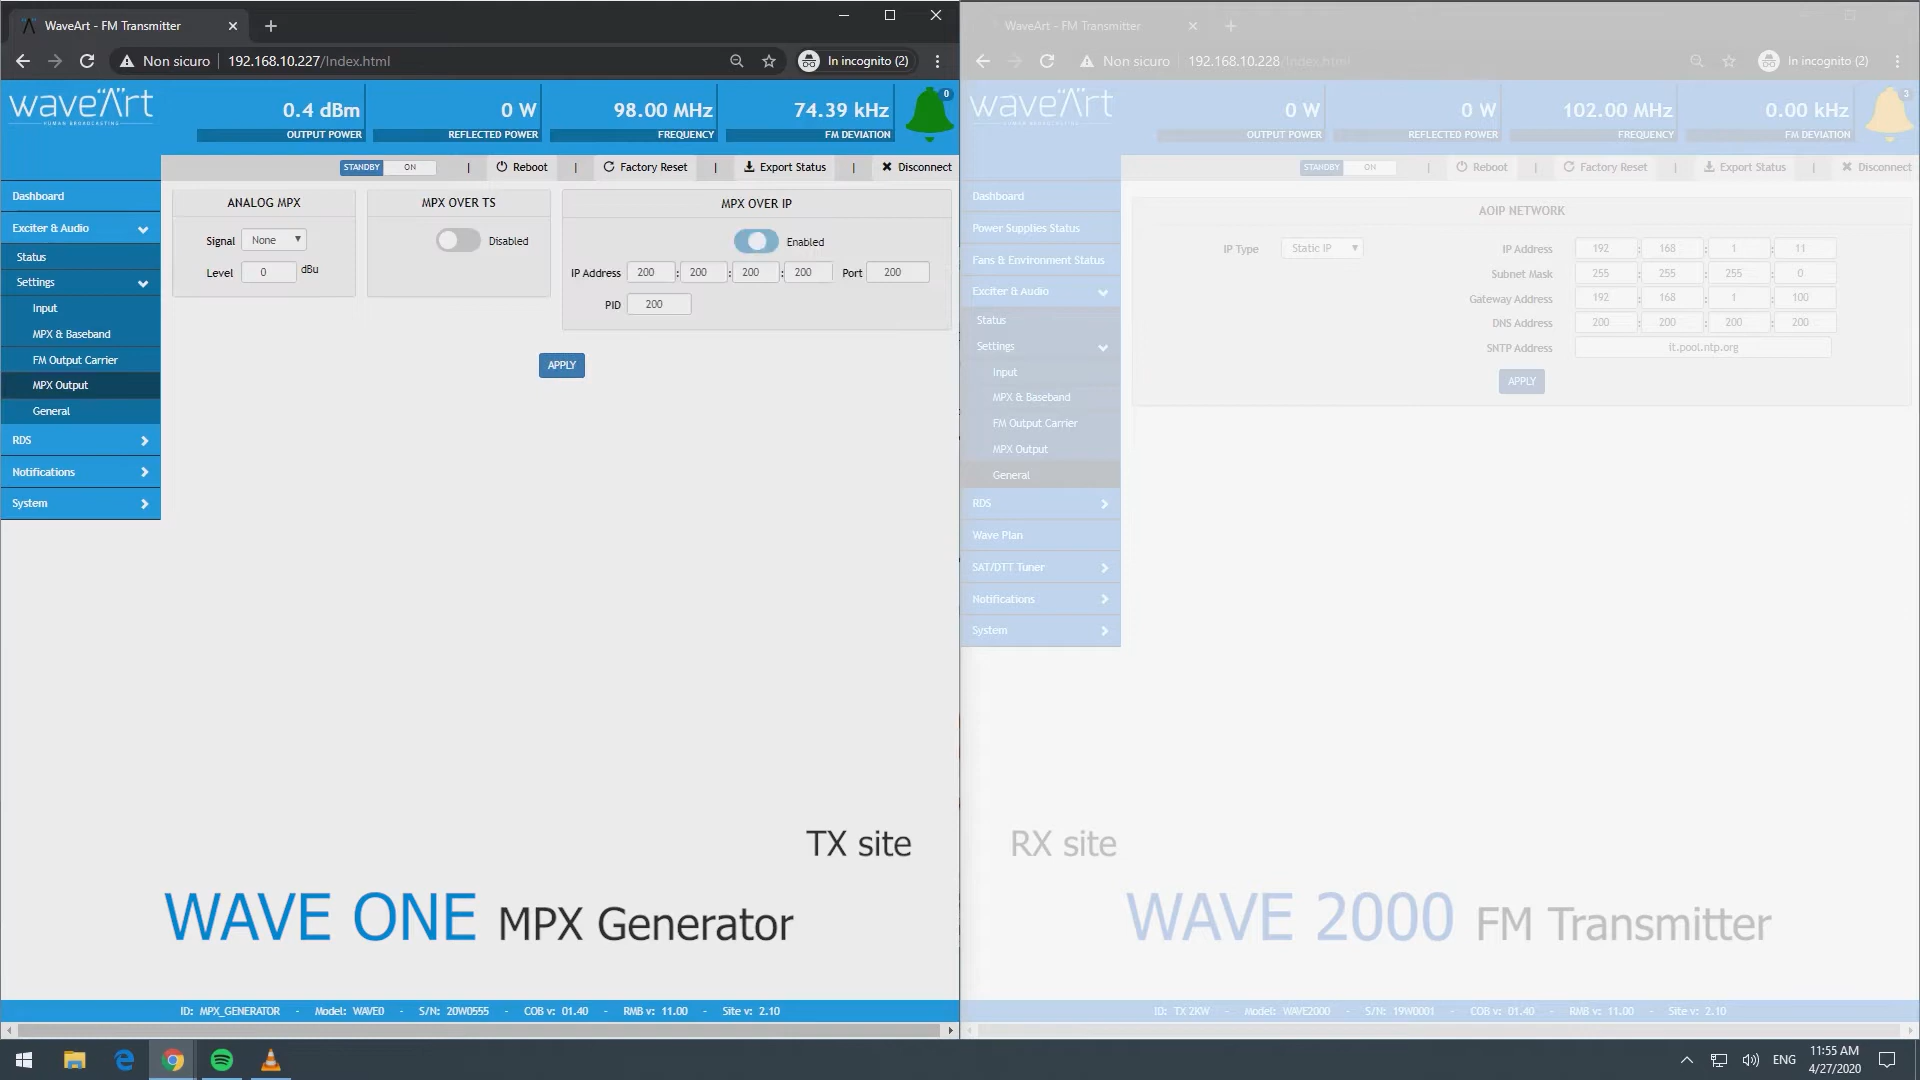 WaveArt - FM Transmitter
Non sicuro 192.168.10.227/Index.html In incognito (2)
wave"Art
HUMAN BROADCASTING
0.4 dBm 0 W 98.00 MHz 74.39 kHz 0
OUTPUT POWER REFLECTED POWER FREQUENCY FM DEVIATION
STANDBY ON | Reboot | Factory Reset | Export Status | Disconnect
Dashboard
Exciter & Audio
Status
Settings
Input
MPX & Baseband
FM Output Carrier
MPX Output
General
RDS
Notifications
System
ANALOG MPX
Signal None
Level 0 dBu
MPX OVER TS
Disabled
MPX OVER IP
Enabled
IP Address 200 : 200 : 200 : 200 Port 200
PID 200
APPLY
TX site
WAVE ONE MPX Generator
ID: MPX_GENERATOR - Model: WAVE0 - S/N: 20W0555 - COB v: 01.40 - RMB v: 11.00 - Site v: 2.10
WaveArt - FM Transmitter
Non sicuro 192.168.10.228/Index.html In incognito (2)
wave"Art
HUMAN BROADCASTING
0 W 0 W 102.00 MHz 0.00 kHz 3
OUTPUT POWER REFLECTED POWER FREQUENCY FM DEVIATION
STANDBY ON | Reboot | Factory Reset | Export Status | Disconnect
Dashboard
Power Supplies Status
Fans & Environment Status
Exciter & Audio
Status
Settings
Input
MPX & Baseband
FM Output Carrier
MPX Output
General
RDS
Wave Plan
SAT/DTT Tuner
Notifications
System
AOIP NETWORK
IP Type Static IP
IP Address 192 : 168 : 1 : 11
Subnet Mask 255 : 255 : 255 : 0
Gateway Address 192 : 168 : 1 : 100
DNS Address 200 : 200 : 200 : 200
SNTP Address it.pool.ntp.org
APPLY
RX site
WAVE 2000 FM Transmitter
ID: TX 2KW - Model: WAVE2000 - S/N: 19W0001 - COB v: 01.40 - RMB v: 11.00 - Site v: 2.10
ENG
11:55 AM
4/27/2020